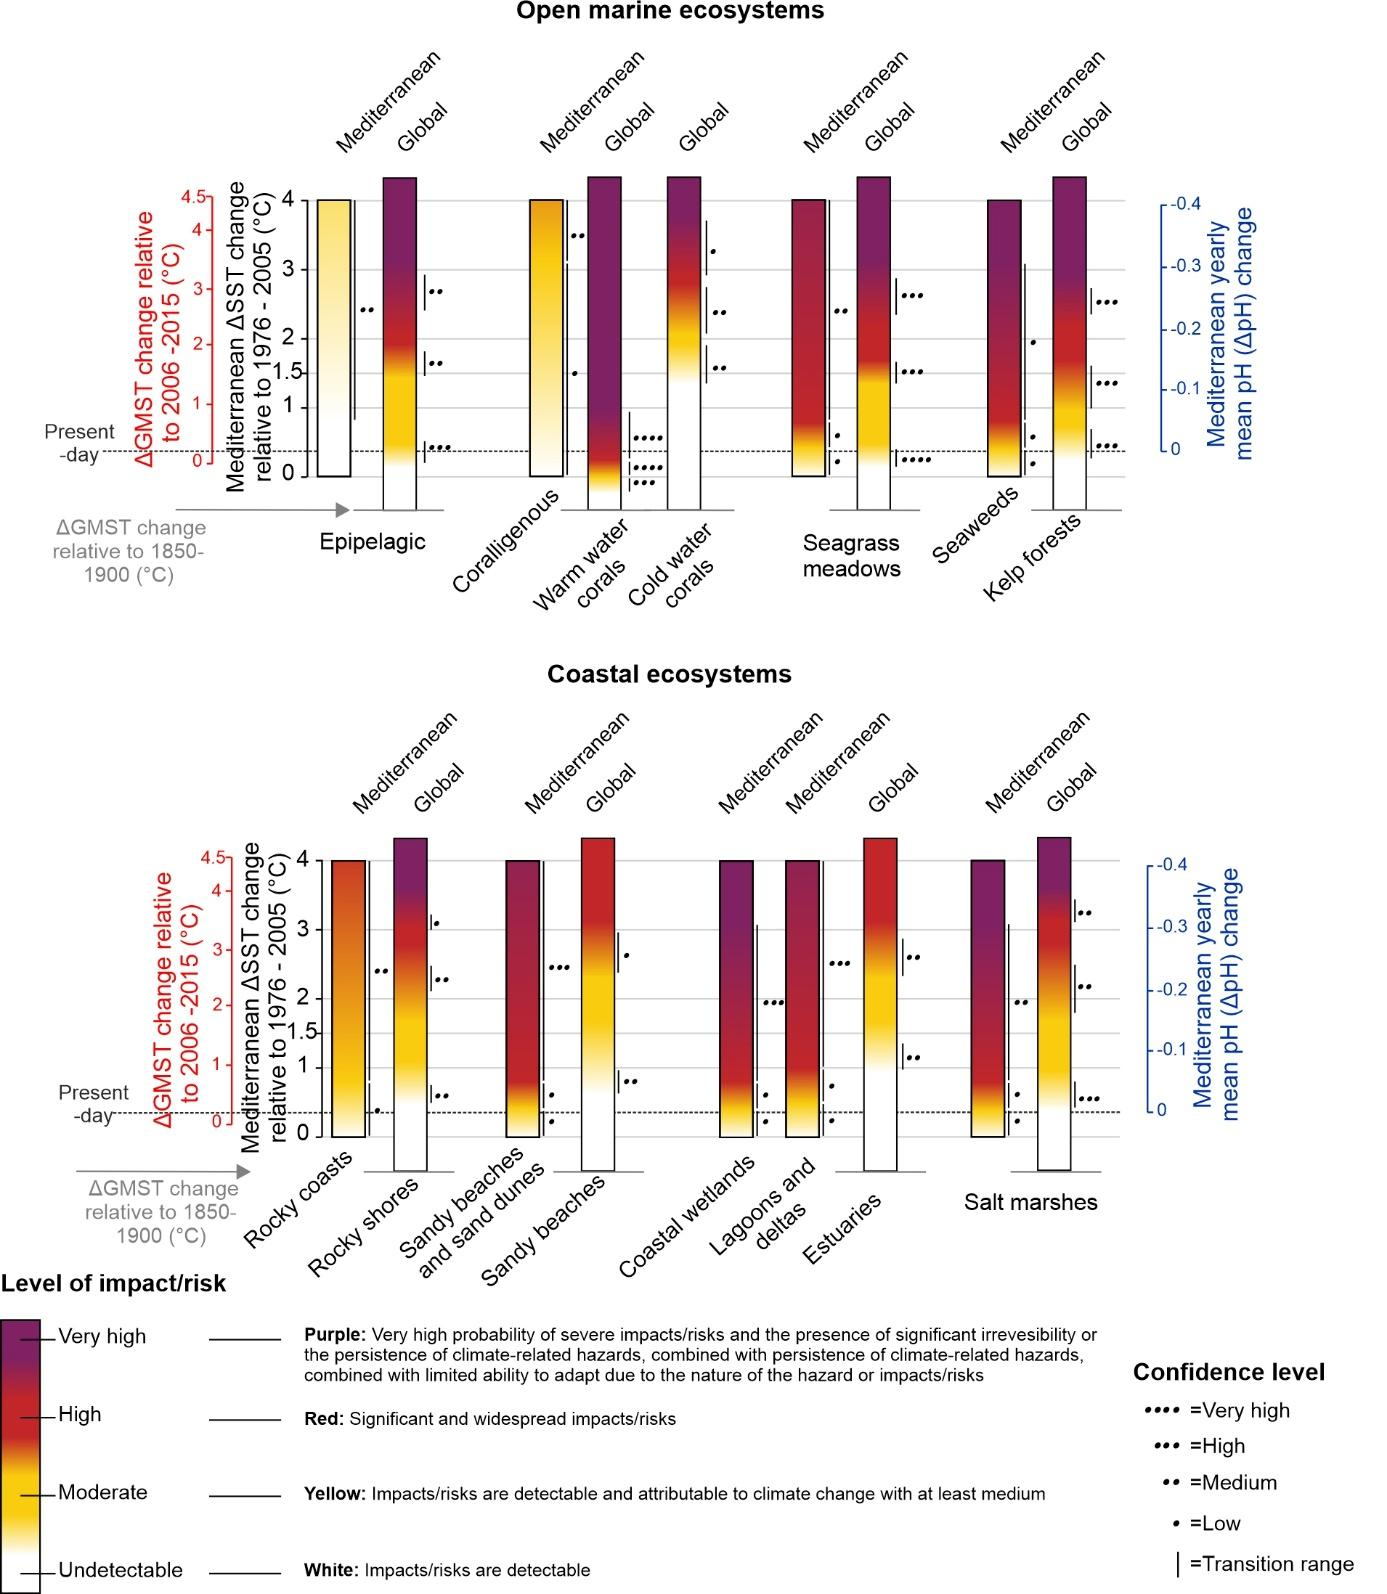 Open marine ecosystems
Mediterranean
Global
Mediterranean
Global
Global
Mediterranean
Global
Mediterranean
Global
ΔGMST change relative
to 2006 -2015 (°C)
4.5
4
3
2
1
0
Mediterranean ΔSST change
relative to 1976 - 2005 (°C)
4
3
2
1.5
1
0
-0.4
-0.3
-0.2
-0.1
0
Mediterranean yearly
mean pH (ΔpH) change
Present
-day
ΔGMST change
relative to 1850-
1900 (°C)
Epipelagic
Coralligenous
Warm water
corals
Cold water
corals
Seagrass
meadows
Seaweeds
Kelp forests
Coastal ecosystems
Mediterranean
Global
Mediterranean
Global
Mediterranean
Mediterranean
Global
Mediterranean
Global
ΔGMST change relative
to 2006 -2015 (°C)
4.5
4
3
2
1
0
Mediterranean ΔSST change
relative to 1976 - 2005 (°C)
4
3
2
1.5
1
0
-0.4
-0.3
-0.2
-0.1
0
Mediterranean yearly
mean pH (ΔpH) change
Present
-day
ΔGMST change
relative to 1850-
1900 (°C)
Rocky coasts
Rocky shores
Sandy beaches
and sand dunes
Sandy beaches
Coastal wetlands
Lagoons and
deltas
Estuaries
Salt marshes
Level of impact/risk
Very high
High
Moderate
Undetectable
Purple: Very high probability of severe impacts/risks and the presence of significant irrevesibility or
the persistence of climate-related hazards, combined with persistence of climate-related hazards,
combined with limited ability to adapt due to the nature of the hazard or impacts/risks
Red: Significant and widespread impacts/risks
Yellow: Impacts/risks are detectable and attributable to climate change with at least medium
White: Impacts/risks are detectable
Confidence level
•••• =Very high
••• =High
•• =Medium
• =Low
| =Transition range